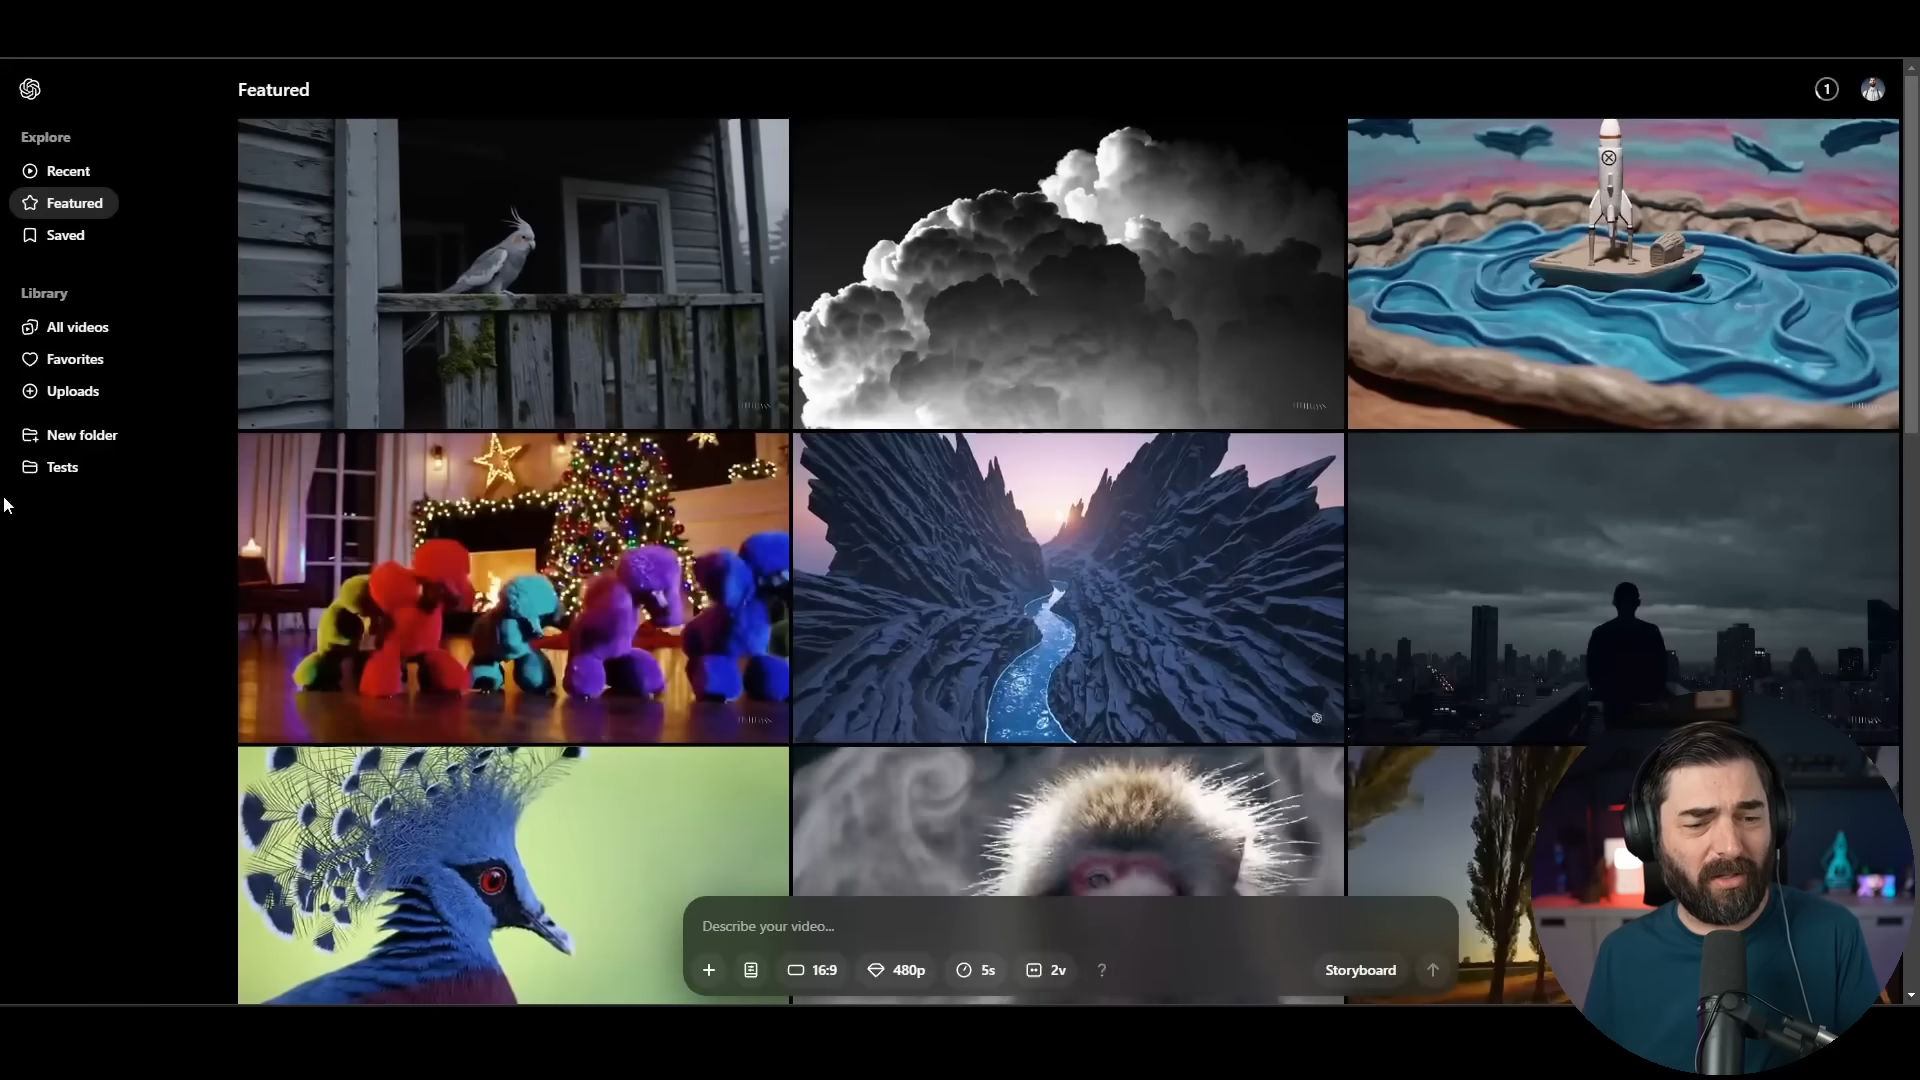 Featured
1
Explore
Recent
Featured
Saved
Library
All videos
Favorites
Uploads
New folder
Tests
Describe your video...
16:9 480p 5s 2v ? Storyboard